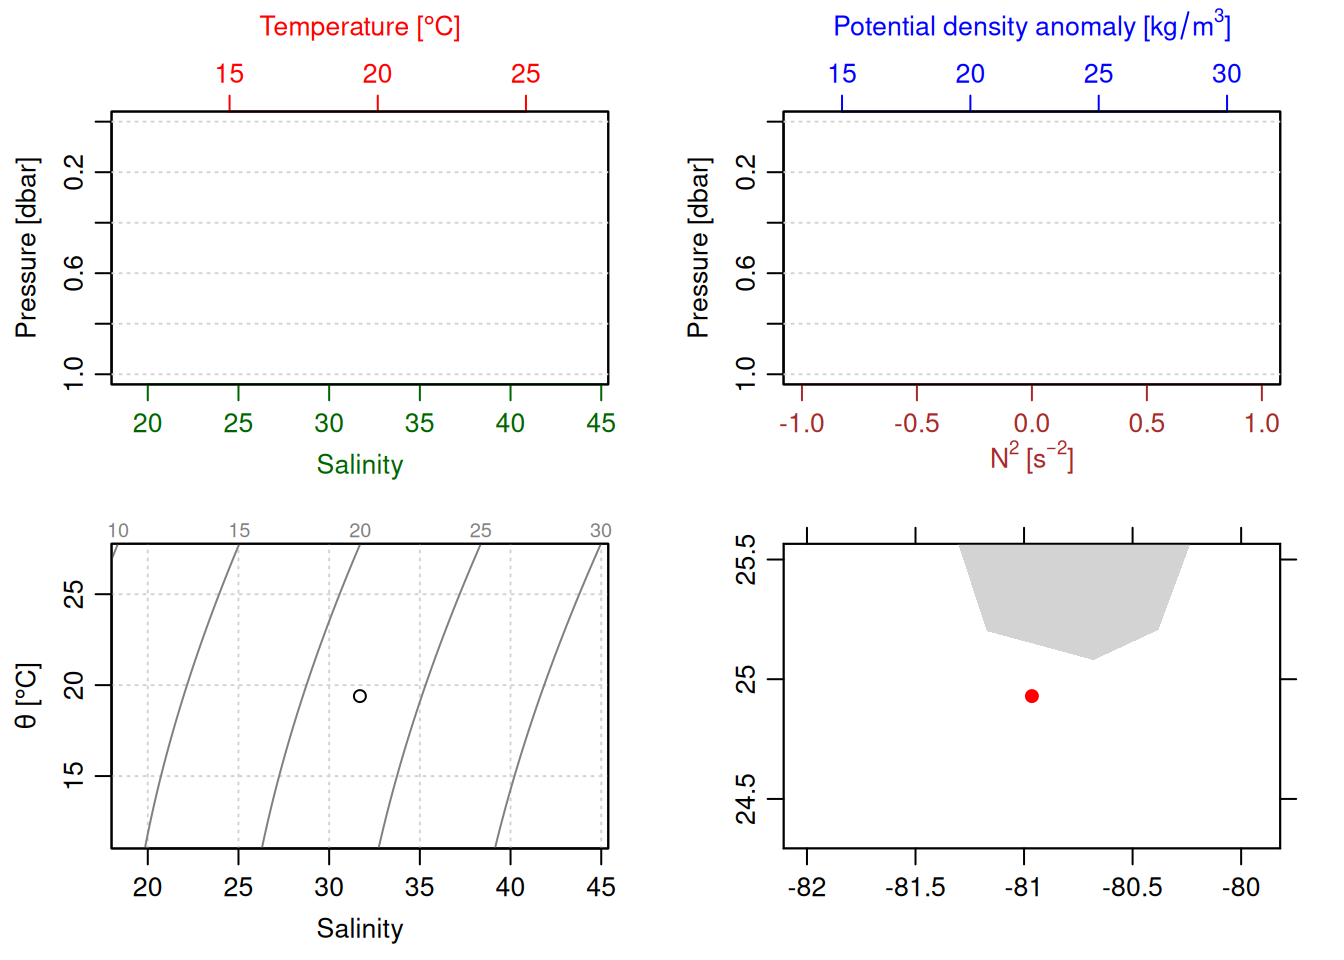 Temperature [°C]
15 20 25
Pressure [dbar]
0.2
0.6
1.0
20 25 30 35 40 45
Salinity
Potential density anomaly [kg/m³]
15 20 25 30
Pressure [dbar]
0.2
0.6
1.0
-1.0 -0.5 0.0 0.5 1.0
N² [s⁻²]
10 15 20 25 30
θ [°C]
25
20
15
20 25 30 35 40 45
Salinity
25.5
25
24.5
-82 -81.5 -81 -80.5 -80